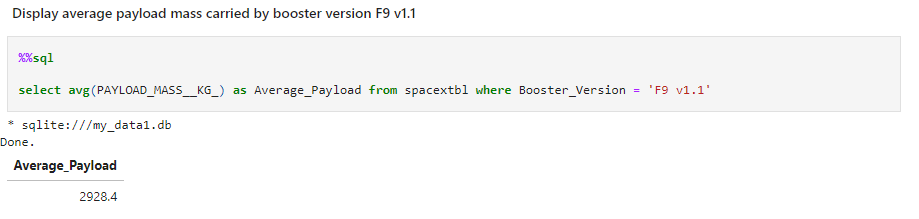 Display average payload mass carried by booster version F9 v1.1
%%sql
select avg(PAYLOAD_MASS__KG_) as Average_Payload from spacextbl where Booster_Version = 'F9 v1.1'
* sqlite:///my_data1.db
Done.
Average_Payload
2928.4